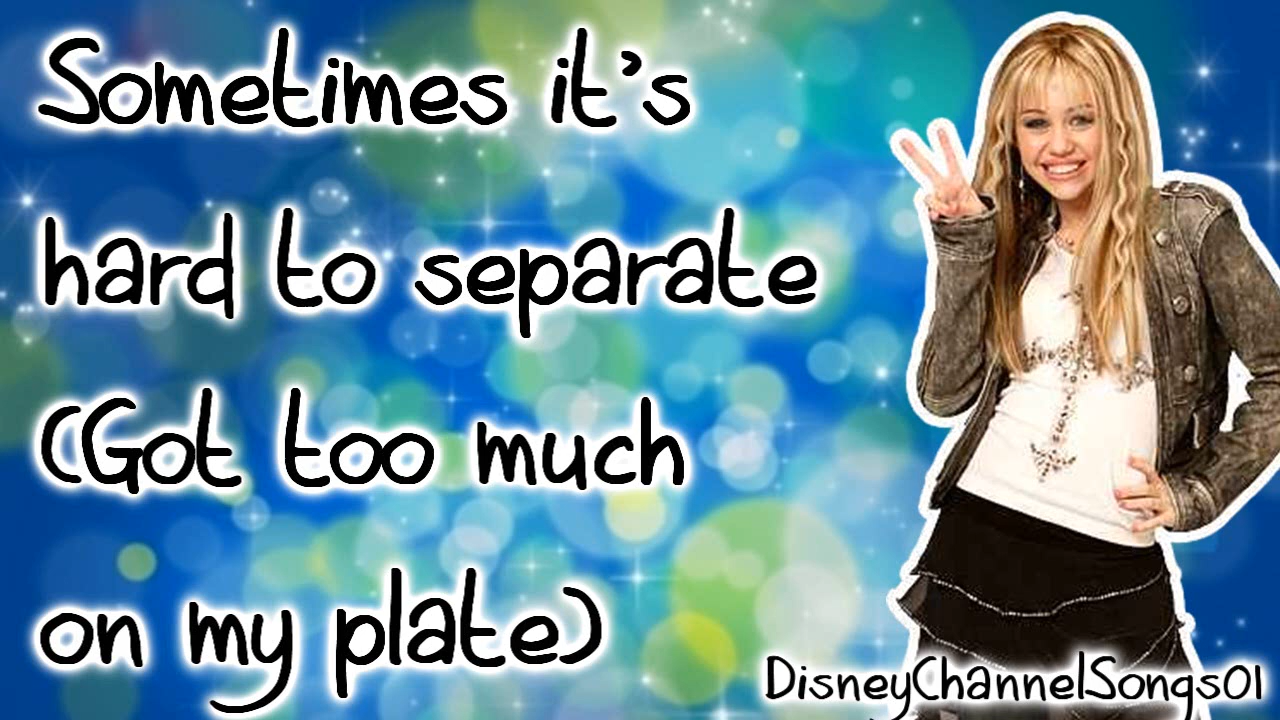 Sometimes it's
hard to separate
(Got too much
on my plate)
DisneyChannelSongs01